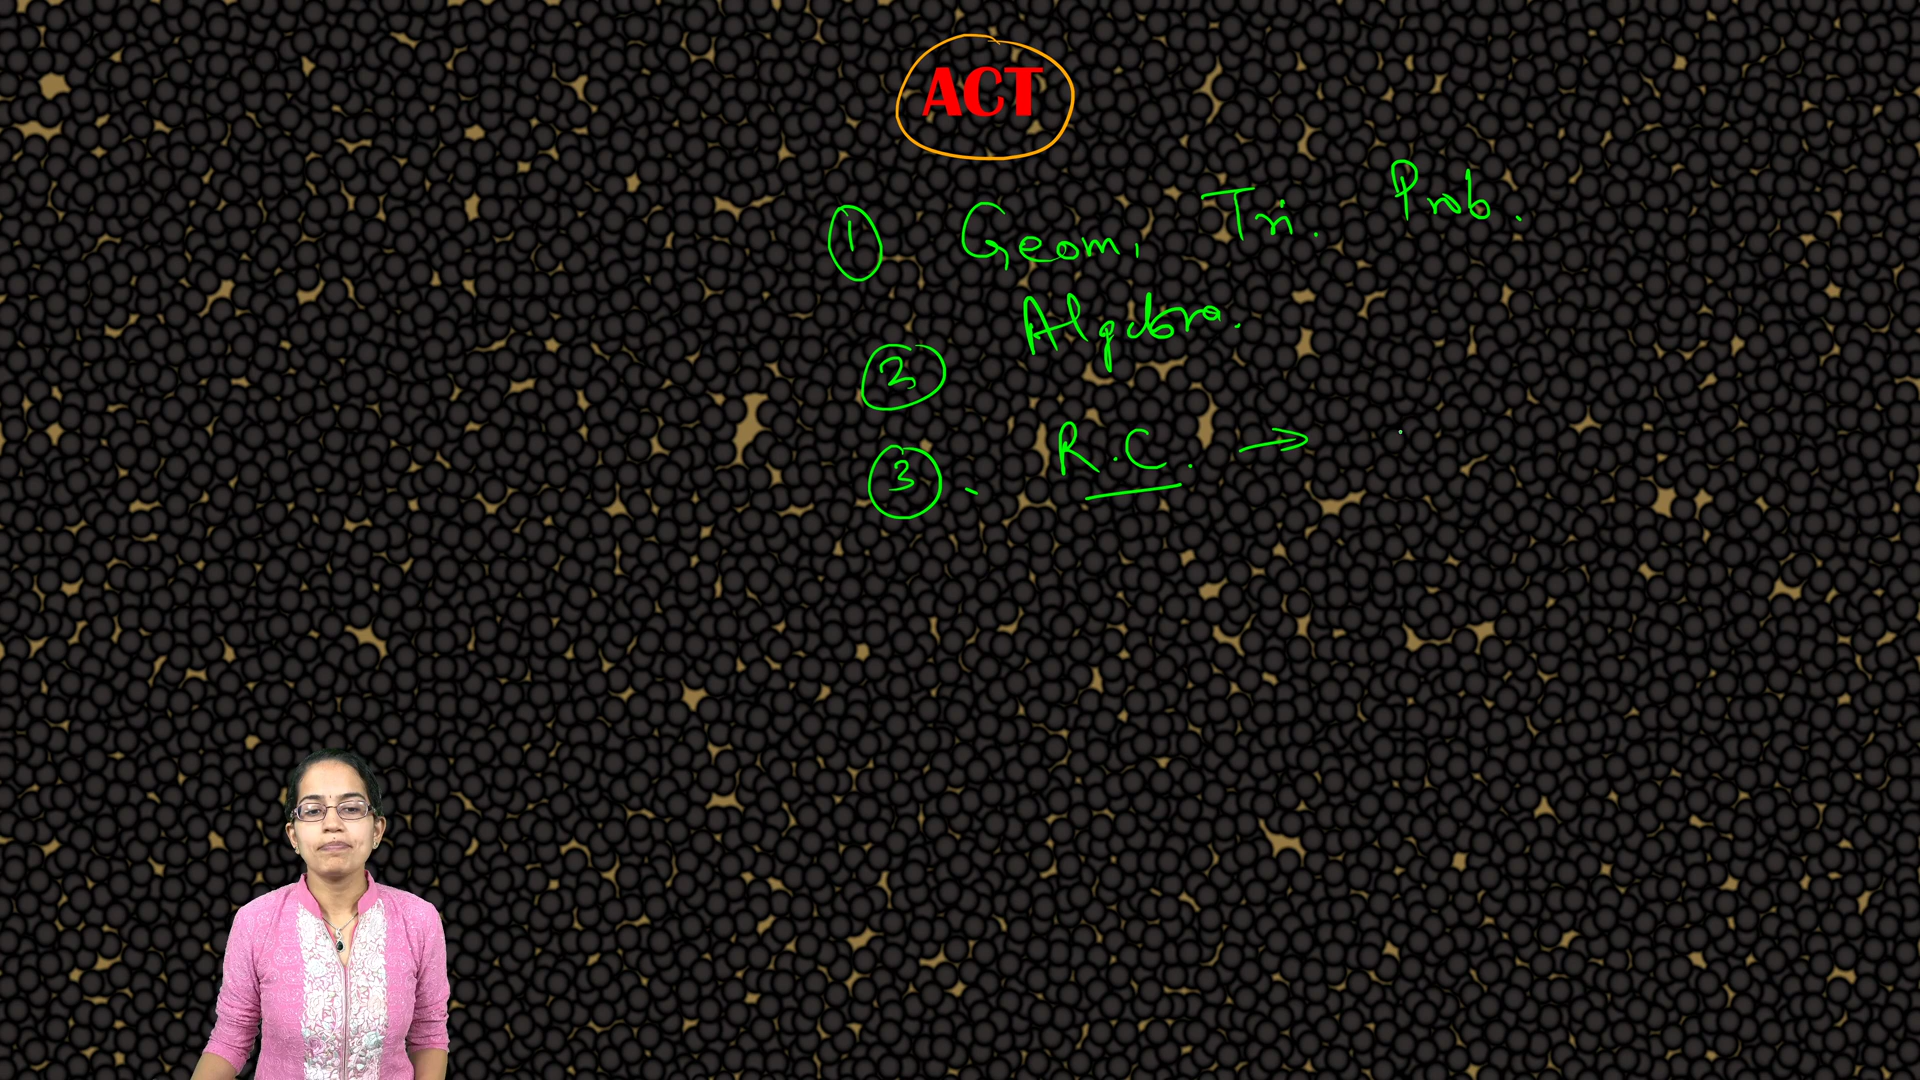 ACT
1 Geom, Tri. Prob.
Algebra.
2
3. R.C. →